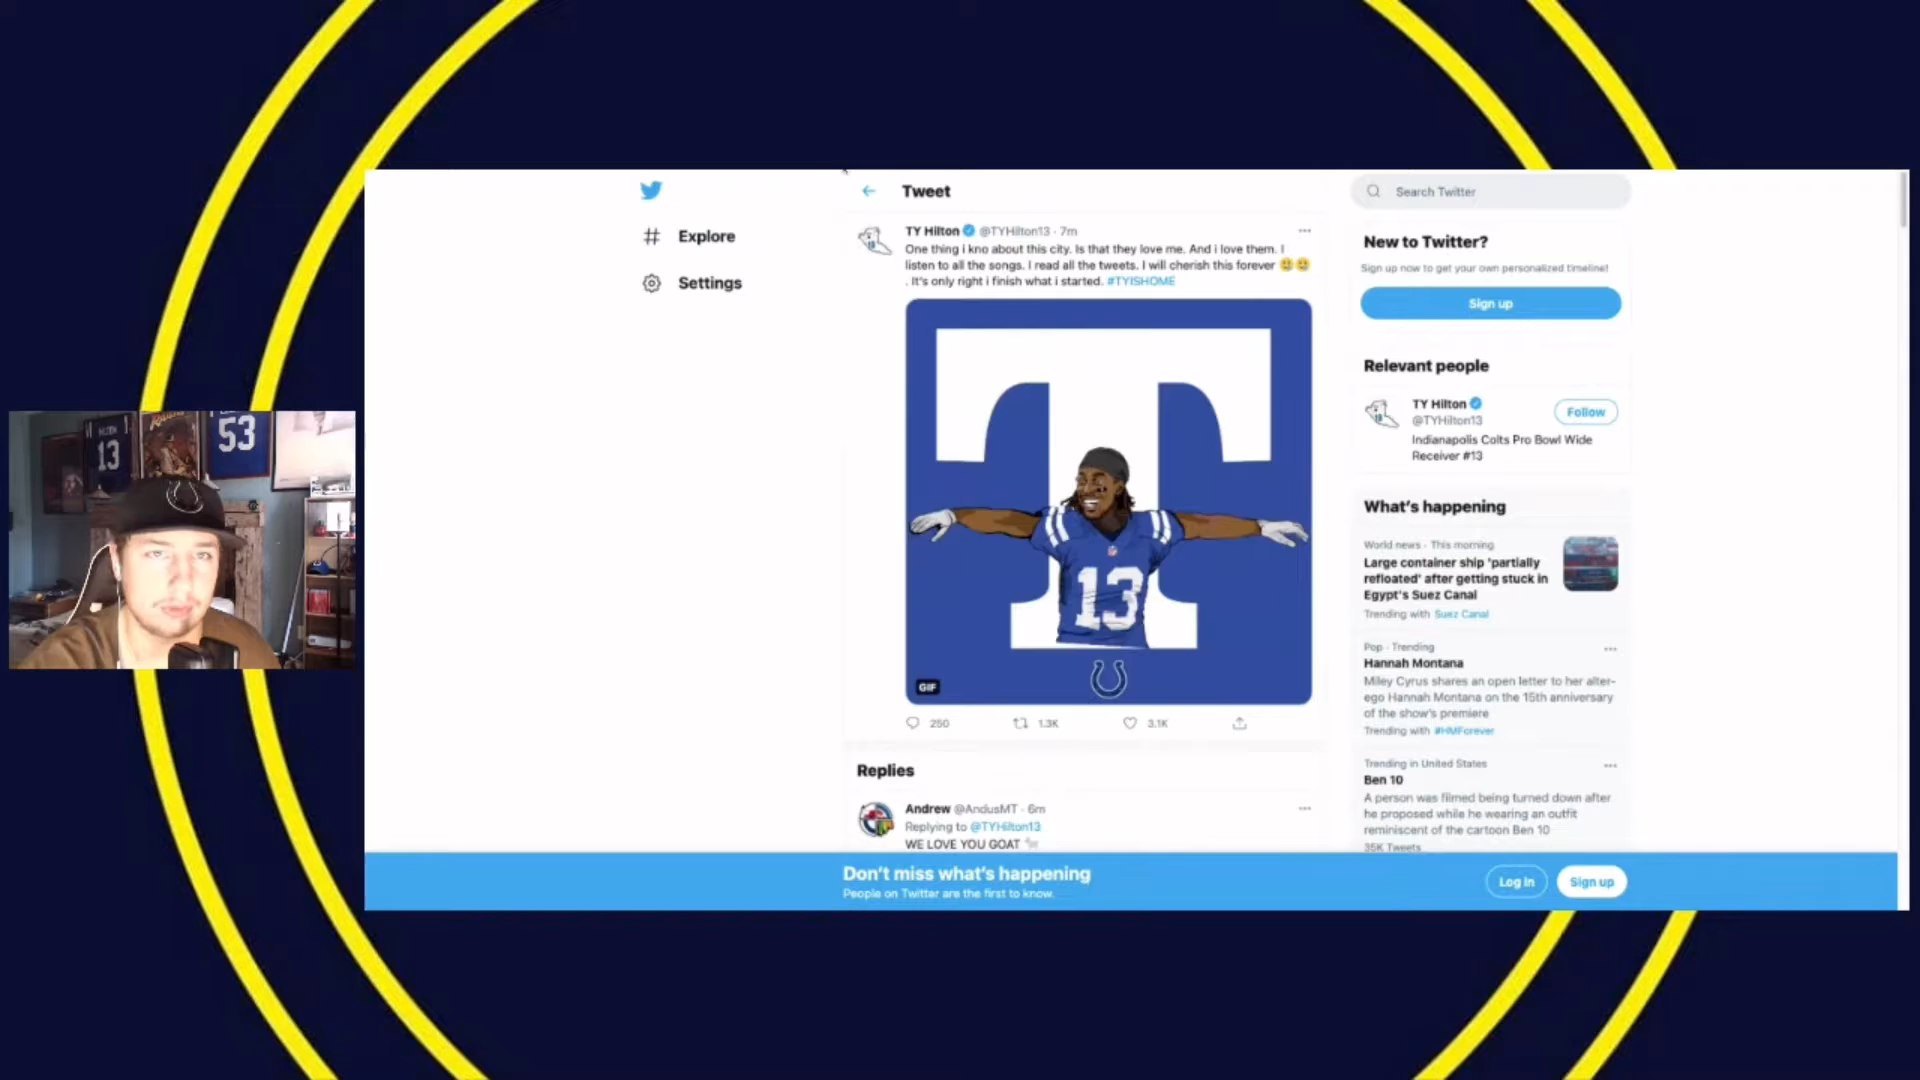 Explore
Settings
Tweet
TY Hilton @TYHilton13 · 7m
One thing i kno about this city. Is that they love me. And i love them. I
listen to all the songs. I read all the tweets. I will cherish this forever
. It's only right i finish what i started. #TYISHOME
T
13
GIF
250
1.3K
3.1K
Replies
Andrew @AndusMT · 6m
Replying to @TYHilton13
WE LOVE YOU GOAT
Search Twitter
New to Twitter?
Sign up now to get your own personalized timeline!
Sign up
Relevant people
TY Hilton
@TYHilton13
Follow
Indianapolis Colts Pro Bowl Wide
Receiver #13
What's happening
World news · This morning
Large container ship 'partially
refloated' after getting stuck in
Egypt's Suez Canal
Trending with Suez Canal
Pop · Trending
Hannah Montana
Miley Cyrus shares an open letter to her alter-
ego Hannah Montana on the 15th anniversary
of the show's premiere
Trending with #HMForever
Trending in United States
Ben 10
A person was filmed being turned down after
he proposed while he wearing an outfit
reminiscent of the cartoon Ben 10
35K Tweets
Don't miss what's happening
People on Twitter are the first to know.
Log in
Sign up
13
53